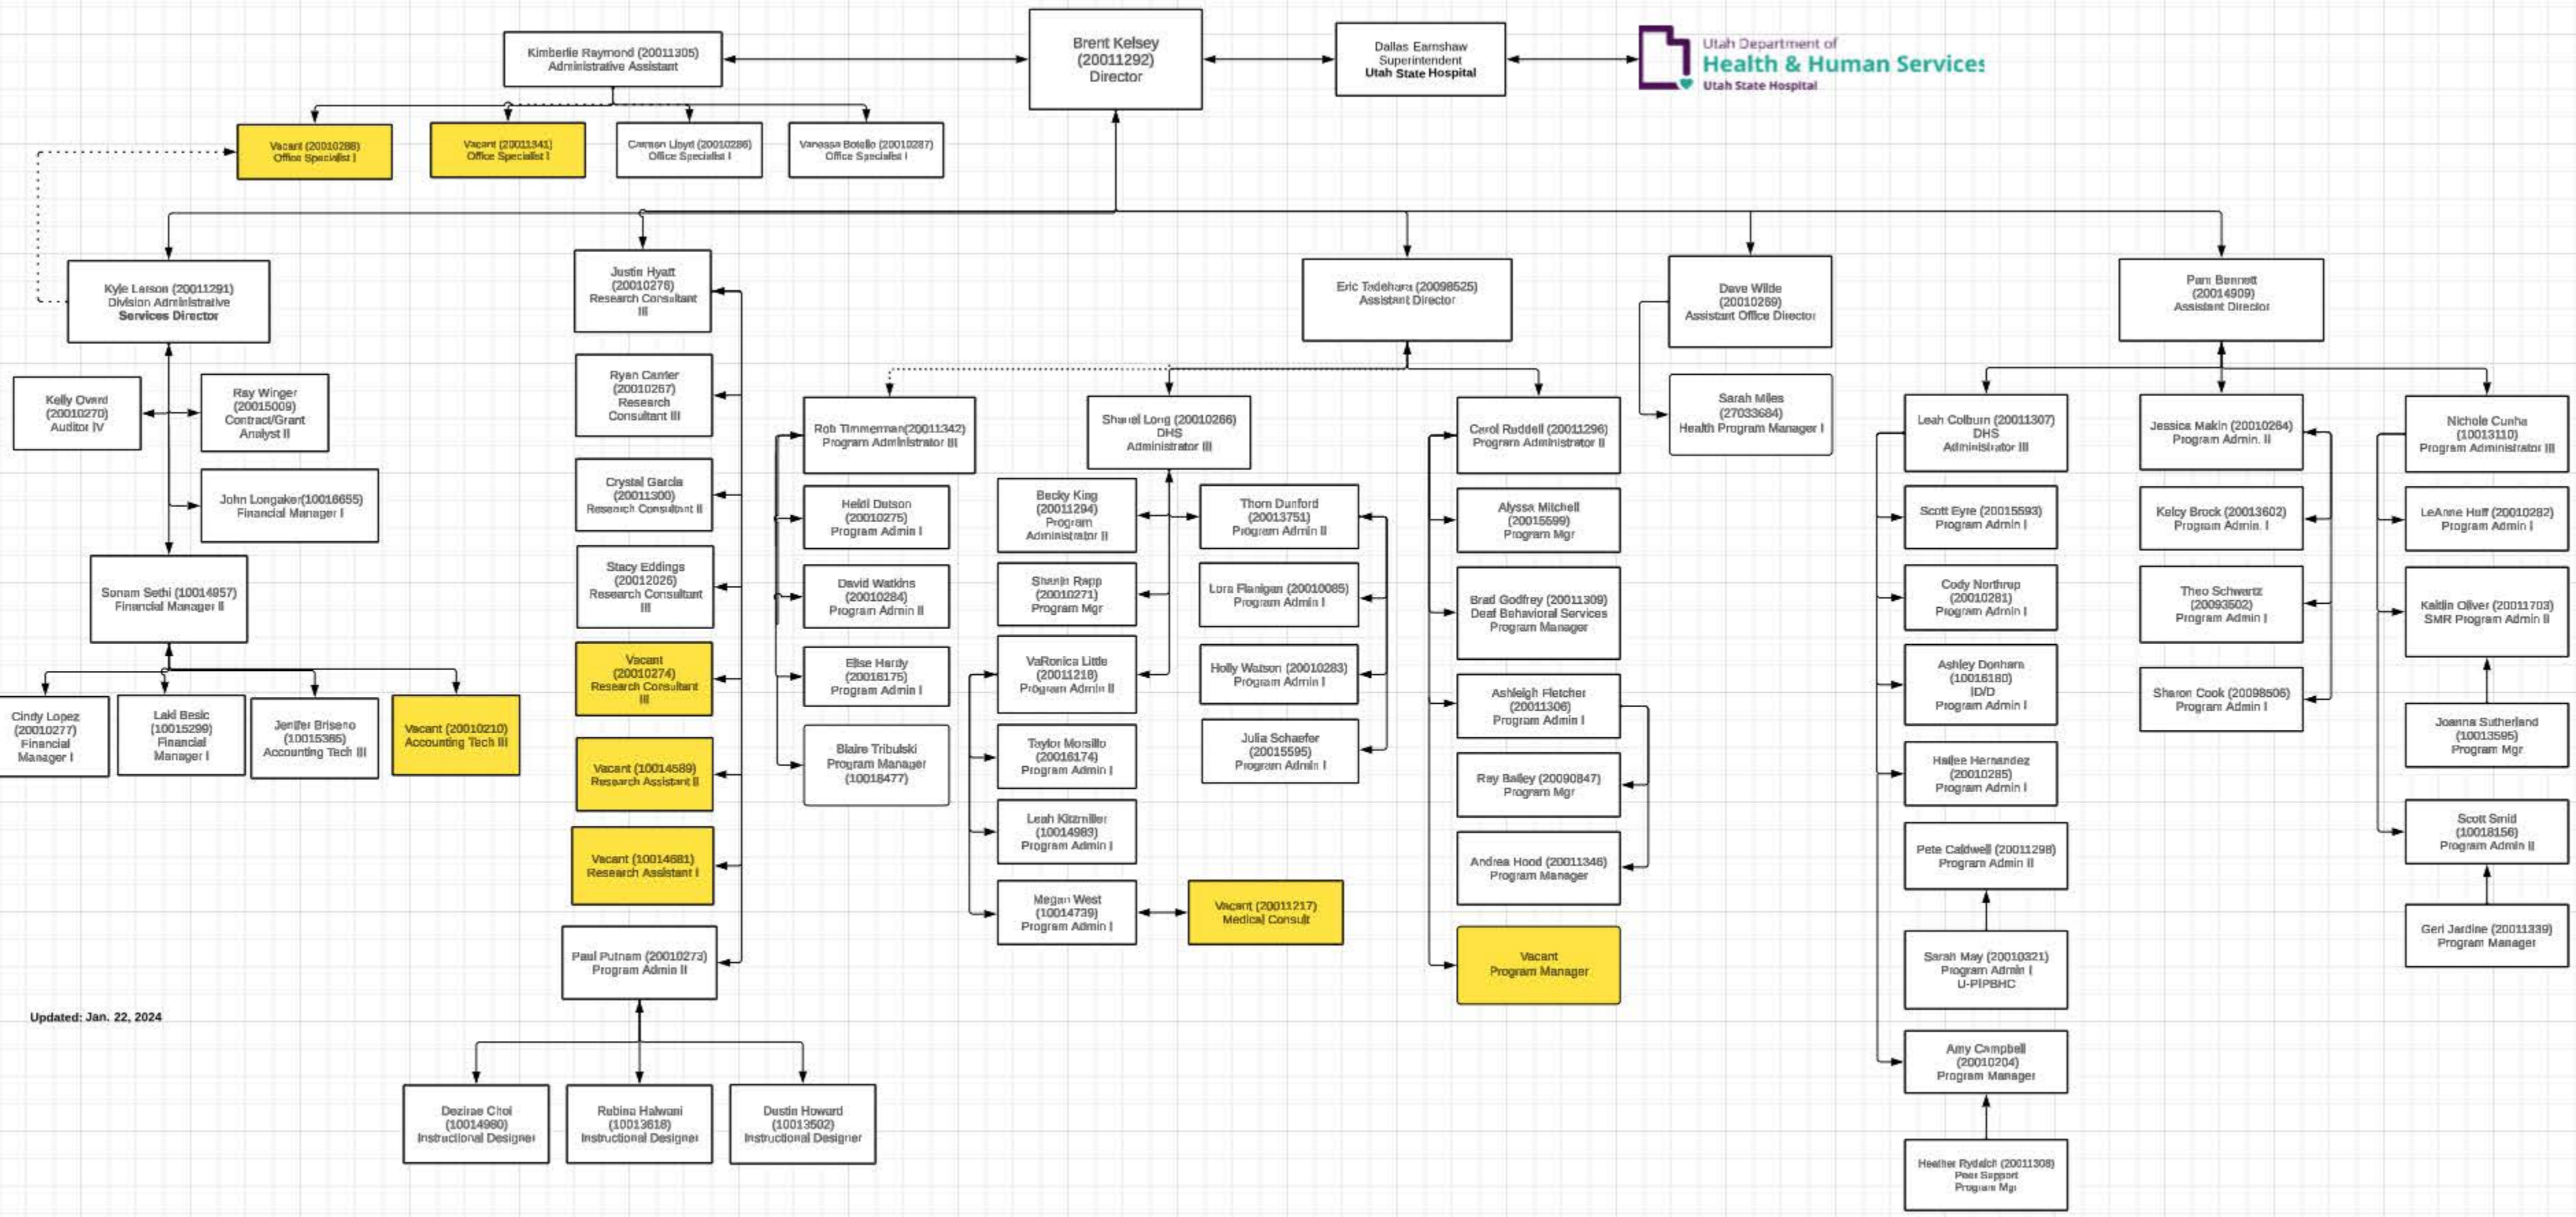 Kimberlie Raymond (20011305)
Administrative Assistant
Brent Kelsey
(20011292)
Director
Dallas Earnshaw
Superintendent
Utah State Hospital
Utah Department of
Health & Human Services
Utah State Hospital
Vacant (20010288)
Office Specialist I
Vacant (20011341)
Office Specialist I
Carmen Lloyd (20010286)
Office Specialist I
Vanessa Botello (20010287)
Office Specialist I
Kyle Larson (20011291)
Division Administrative
Services Director
Justin Hyatt
(20010276)
Research Consultant
III
Eric Tadehara (20098525)
Assistant Director
Dave Wilde
(20010269)
Assistant Office Director
Pam Bennett
(20014909)
Assistant Director
Kelly Ovard
(20010270)
Auditor IV
Ray Winger
(20015009)
Contract/Grant
Analyst II
John Longaker(10016655)
Financial Manager I
Sonam Sethi (10014957)
Financial Manager II
Cindy Lopez
(20010277)
Financial
Manager I
Laki Besic
(10015299)
Financial
Manager I
Jenifer Briseno
(10015385)
Accounting Tech III
Vacant (20010210)
Accounting Tech III
Ryan Carrier
(20010267)
Research
Consultant III
Crystal Garcia
(20011300)
Research Consultant II
Stacy Eddings
(20012026)
Research Consultant
III
Vacant
(20010274)
Research Consultant
III
Vacant (10014589)
Research Assistant II
Vacant (10014681)
Research Assistant I
Paul Putnam (20010273)
Program Admin II
Dezirae Choi
(10014980)
Instructional Designer
Rubina Halwani
(10013618)
Instructional Designer
Dustin Howard
(10013502)
Instructional Designer
Rob Timmerman(20011342)
Program Administrator III
Heidi Dutson
(20010275)
Program Admin I
David Watkins
(20010284)
Program Admin II
Elise Hardy
(20016175)
Program Admin I
Blaire Tribulski
Program Manager
(10018477)
Shanel Long (20010266)
DHS
Administrator III
Becky King
(20011294)
Program
Administrator II
Shanin Rapp
(20010271)
Program Mgr
VaRonica Little
(20011218)
Program Admin II
Taylor Morsillo
(20016174)
Program Admin I
Leah Kitzmiller
(10014983)
Program Admin I
Megan West
(10014739)
Program Admin I
Vacant (20011217)
Medical Consult
Thom Dunford
(20013751)
Program Admin II
Lora Flanigan (20010085)
Program Admin I
Holly Watson (20010283)
Program Admin I
Julia Schaefer
(20015595)
Program Admin I
Carol Ruddell (20011296)
Program Administrator II
Alyssa Mitchell
(20015599)
Program Mgr
Brad Godfrey (20011309)
Deaf Behavioral Services
Program Manager
Ashleigh Fletcher
(20011306)
Program Admin I
Ray Bailey (20090847)
Program Mgr
Andrea Hood (20011346)
Program Manager
Vacant
Program Manager
Sarah Miles
(27033684)
Health Program Manager I
Leah Colburn (20011307)
DHS
Administrator III
Scott Eyre (20015593)
Program Admin I
Cody Northrup
(20010281)
Program Admin I
Ashley Donham
(10016180)
ID/D
Program Admin I
Hailee Hernandez
(20010285)
Program Admin I
Pete Caldwell (20011298)
Program Admin II
Sarah May (20010321)
Program Admin I
U-PIPBHC
Amy Campbell
(20010204)
Program Manager
Heather Rydalch (20011308)
Peer Support
Program Mgr
Jessica Makin (20010264)
Program Admin. II
Kelcy Brock (20013602)
Program Admin. I
Theo Schwartz
(20093502)
Program Admin I
Sharon Cook (20098506)
Program Admin I
Nichole Cunha
(10013110)
Program Administrator III
LeAnne Huff (20010282)
Program Admin I
Kaitlin Oliver (20011703)
SMR Program Admin II
Joanna Sutherland
(10013595)
Program Mgr
Scott Smid
(10018156)
Program Admin II
Geri Jardine (20011339)
Program Manager
Updated: Jan. 22, 2024